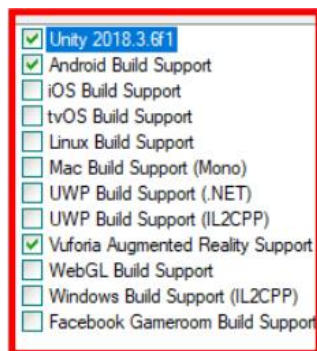 Unity 2018.3.6f1
Android Build Support
iOS Build Support
tvOS Build Support
Linux Build Support
Mac Build Support (Mono)
UWP Build Support (.NET)
UWP Build Support (IL2CPP)
Vuforia Augmented Reality Support
WebGL Build Support
Windows Build Support (IL2CPP)
Facebook Gameroom Build Support